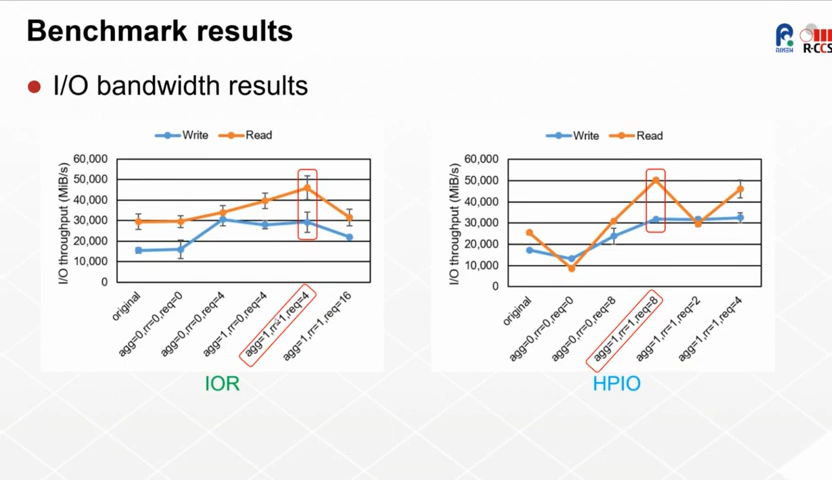 Benchmark results
RIKEN
R-CCS
I/O bandwidth results
Write Read
I/O throughput (MiB/s)
60,000
50,000
40,000
30,000
20,000
10,000
0
original
agg=0,rr=0,req=0
agg=0,rr=0,req=4
agg=1,rr=0,req=4
agg=1,rr=1,req=4
agg=1,rr=1,req=16
IOR
Write Read
I/O throughput (MiB/s)
60,000
50,000
40,000
30,000
20,000
10,000
0
original
agg=0,rr=0,req=0
agg=0,rr=0,req=8
agg=1,rr=1,req=8
agg=1,rr=1,req=2
agg=1,rr=1,req=4
HPIO